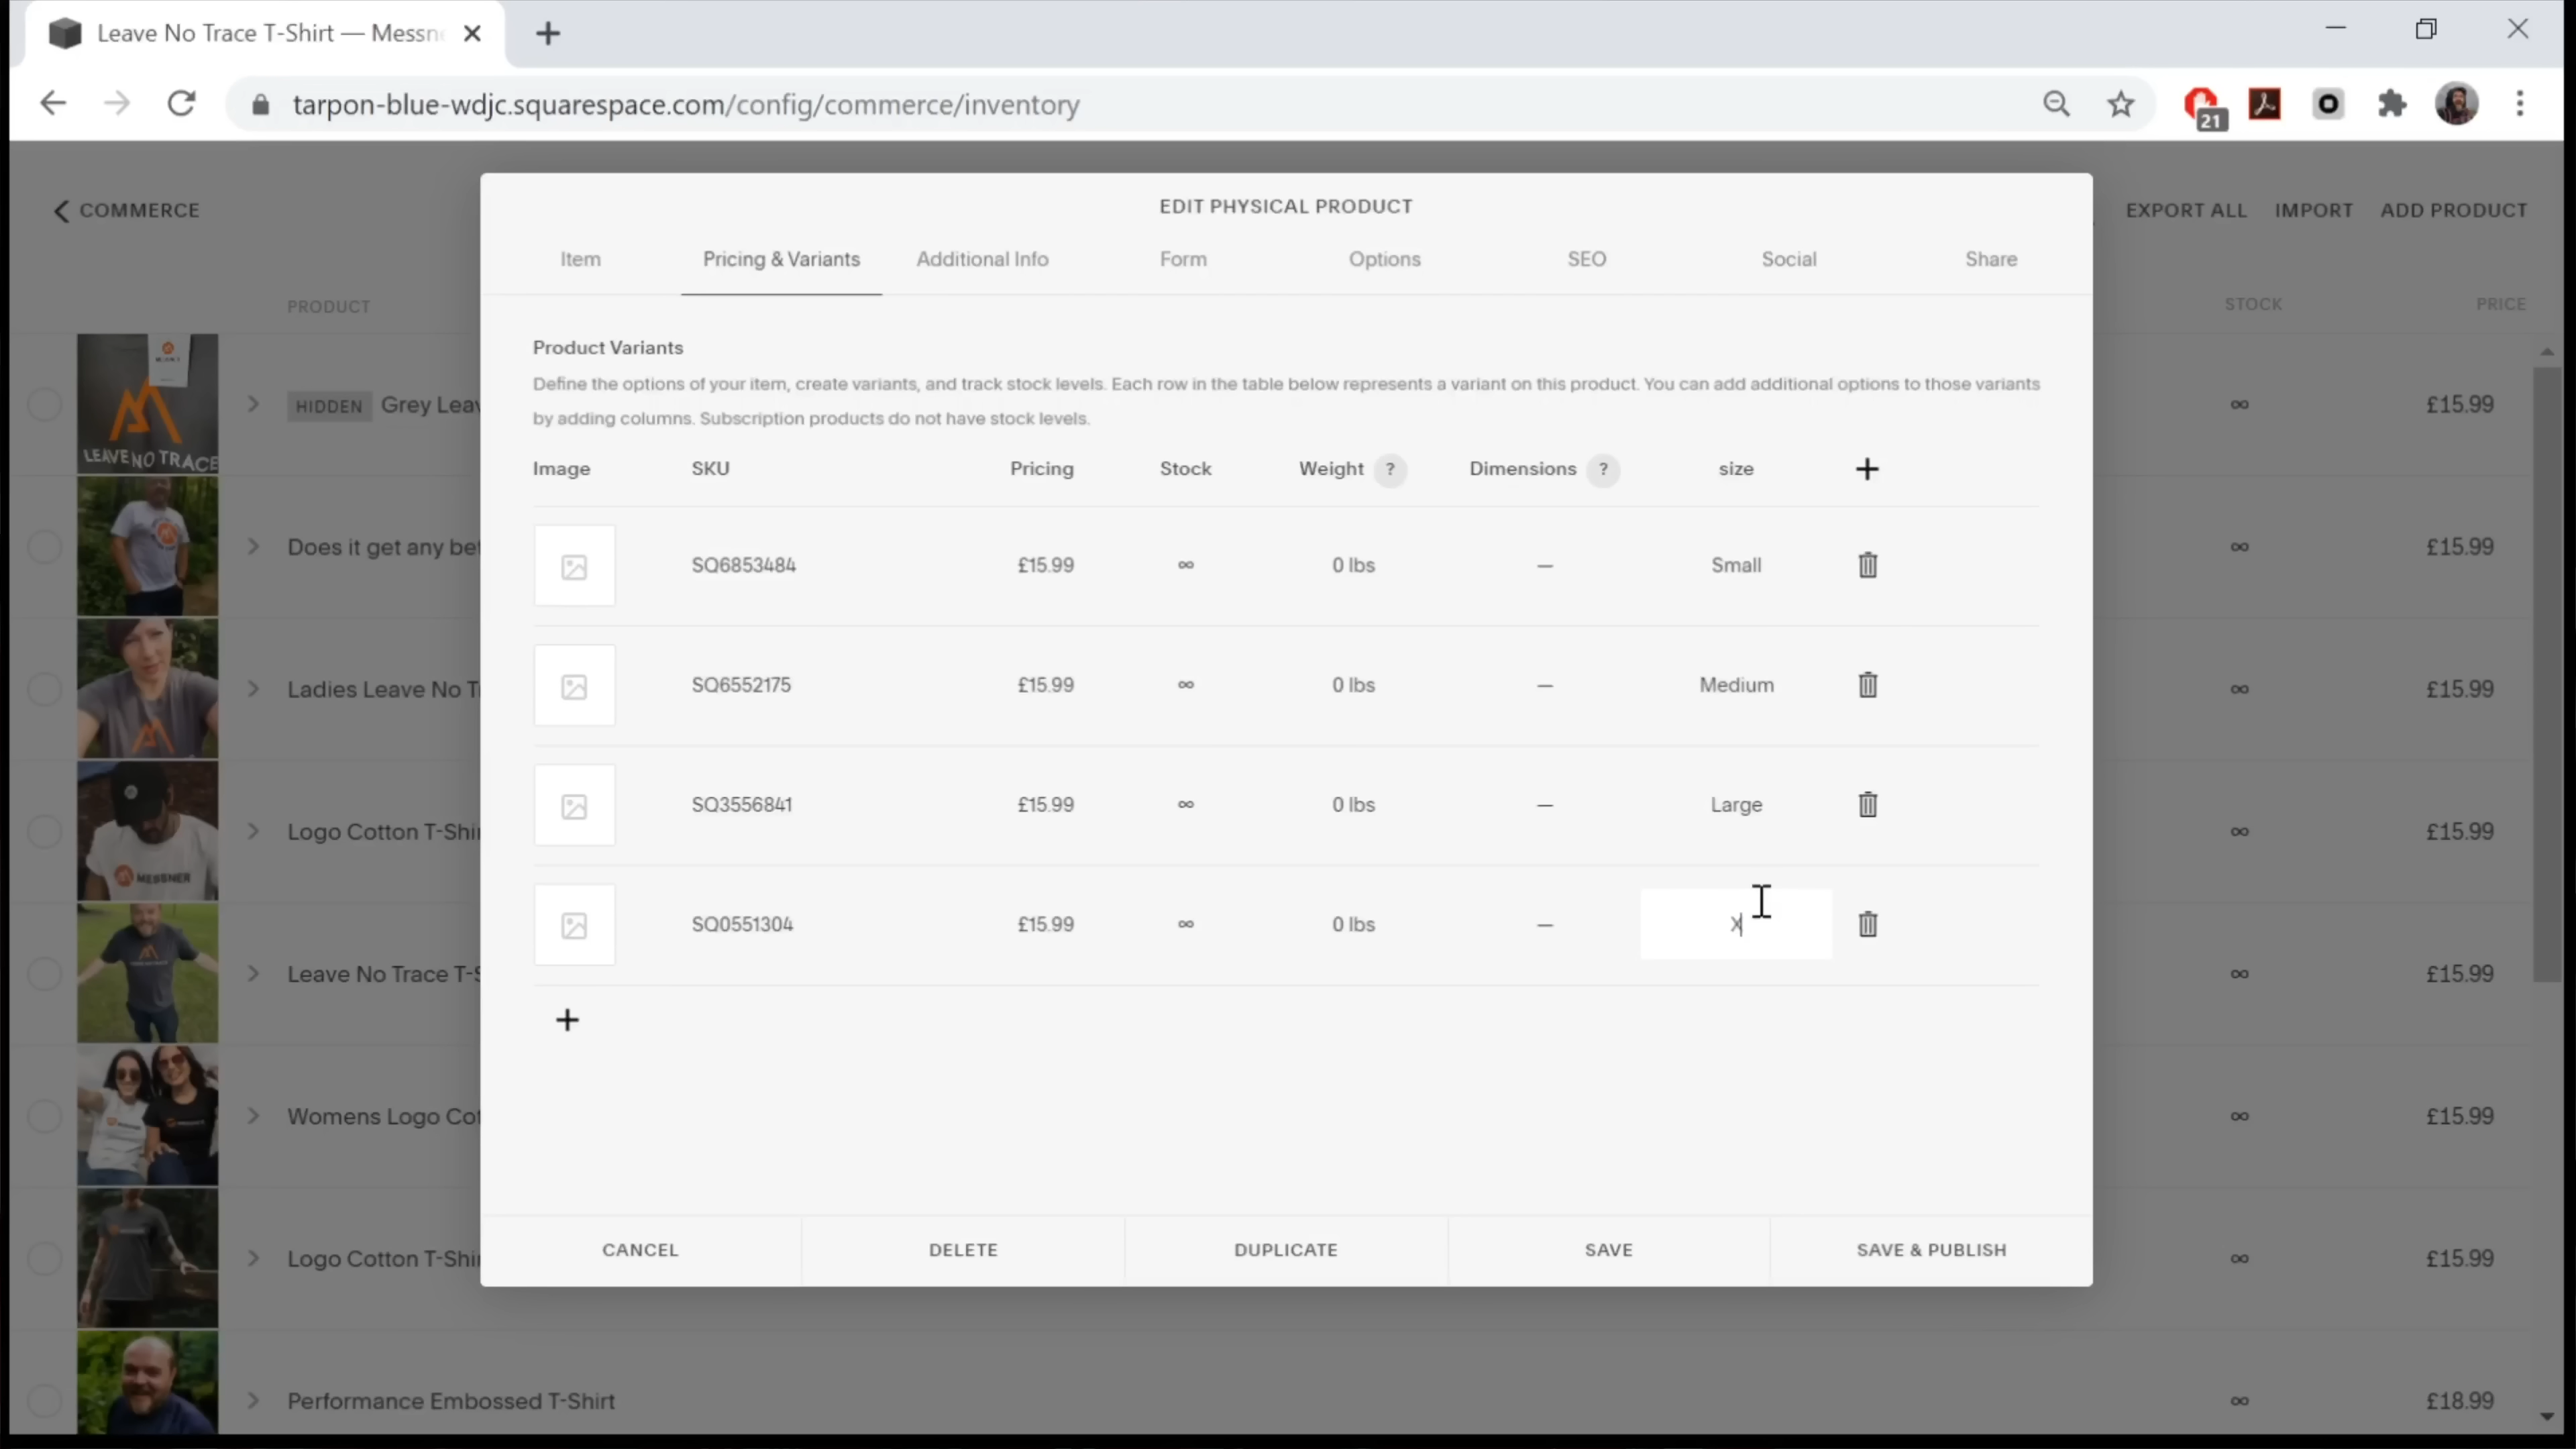 Leave No Trace T-Shirt — Messn
tarpon-blue-wdjc.squarespace.com/config/commerce/inventory
21
COMMERCE
EXPORT ALL IMPORT ADD PRODUCT
EDIT PHYSICAL PRODUCT
Item Pricing & Variants Additional Info Form Options SEO Social Share
PRODUCT STOCK PRICE
Product Variants
Define the options of your item, create variants, and track stock levels. Each row in the table below represents a variant on this product. You can add additional options to those variants
by adding columns. Subscription products do not have stock levels.
Image SKU Pricing Stock Weight ? Dimensions ? size +
SQ6853484 £15.99 ∞ 0 lbs — Small
SQ6552175 £15.99 ∞ 0 lbs — Medium
SQ3556841 £15.99 ∞ 0 lbs — Large
SQ0551304 £15.99 ∞ 0 lbs — X
+
CANCEL DELETE DUPLICATE SAVE SAVE & PUBLISH
LEAVE NO TRACE
HIDDEN Grey Leav ∞ £15.99
Does it get any bet ∞ £15.99
Ladies Leave No T ∞ £15.99
MESSNER
Logo Cotton T-Shi ∞ £15.99
Leave No Trace T-S ∞ £15.99
Womens Logo Cot ∞ £15.99
Logo Cotton T-Shi ∞ £15.99
Performance Embossed T-Shirt ∞ £18.99